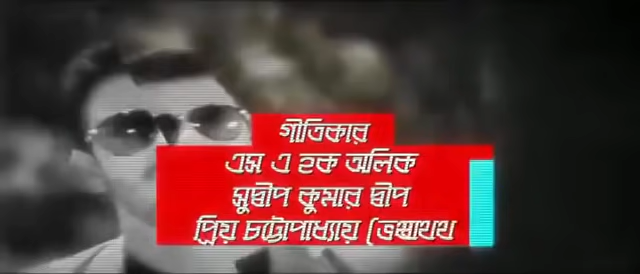 গীতিকার
এস এ হক অলিক
সুদ্বীপ কুমার দ্বীপ
প্রিয় চট্টোপাধ্যায়